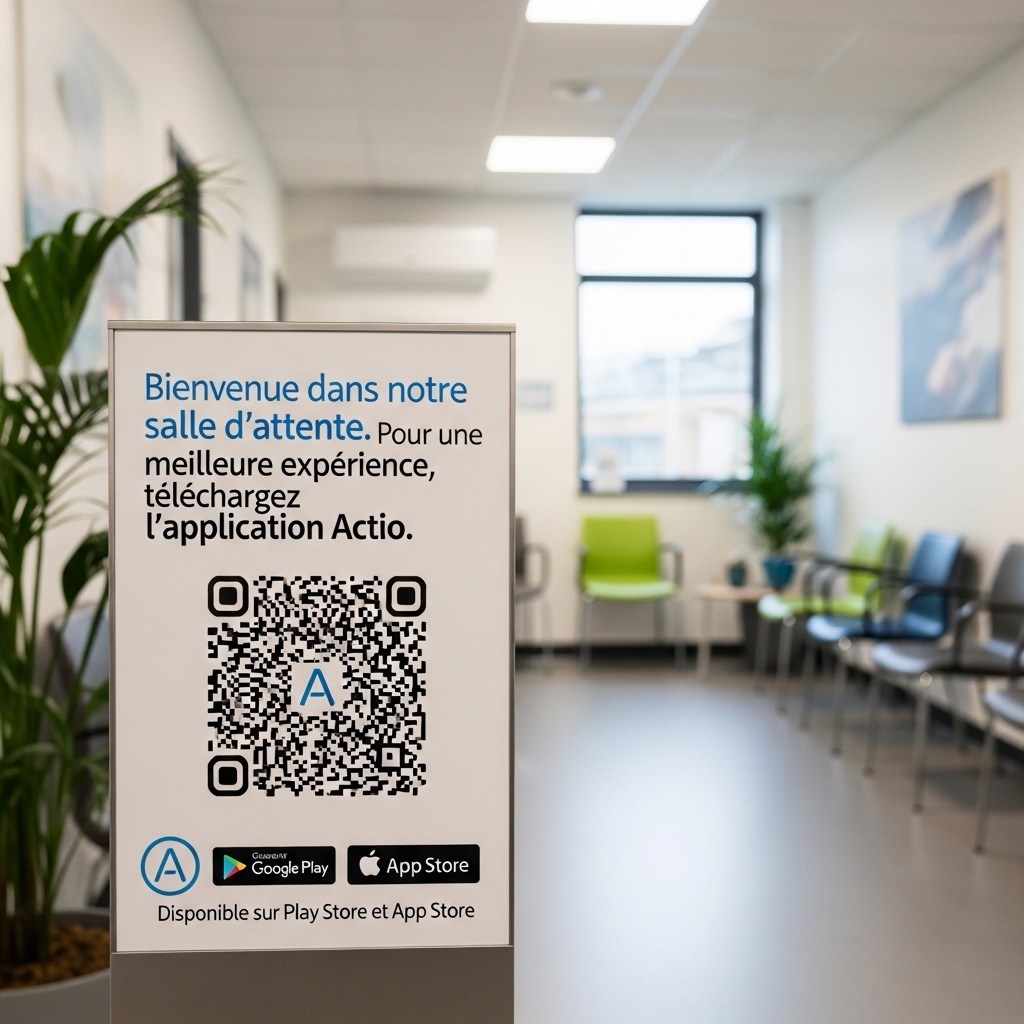 Bienvenue dans notre
salle d'attente. Pour une
meilleure expérience,
téléchargez
l'application Actio.
A
A
Google Play
App Store
Disponible sur Play Store et App Store